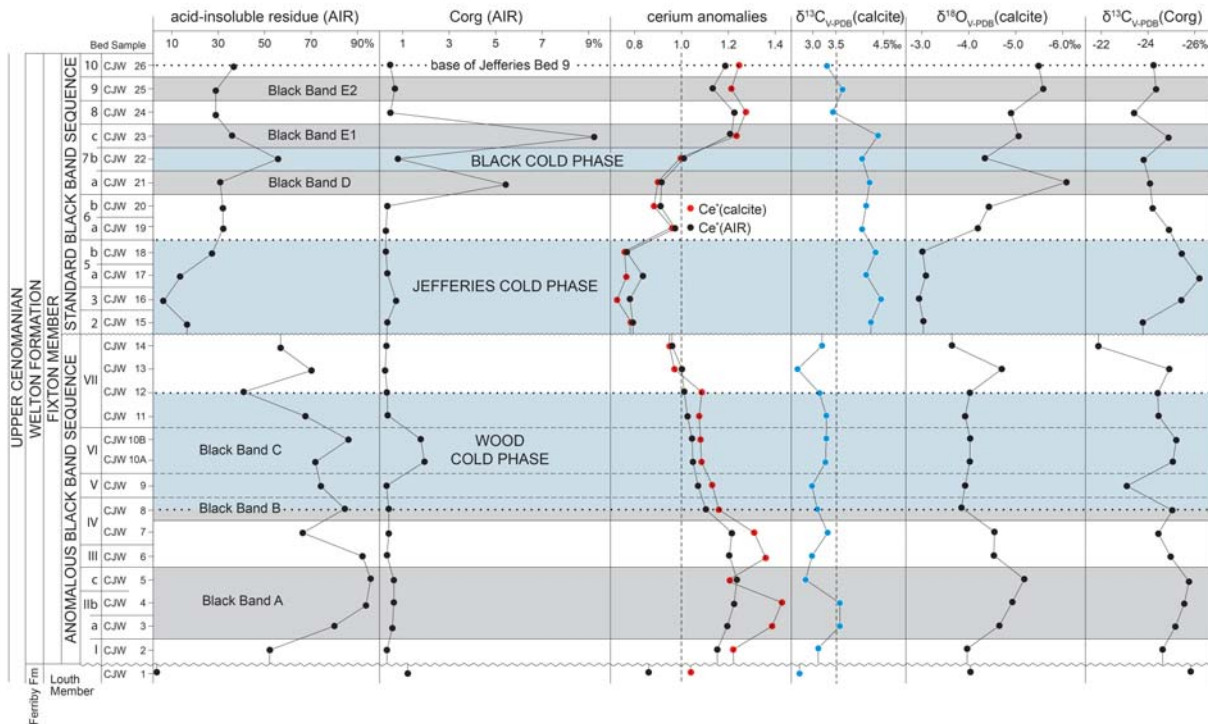 acid-insoluble residue (AIR) Corg (AIR) cerium anomalies δ13CV-PDB (calcite) δ18OV-PDB (calcite) δ13CV-PDB(Corg)
Bed Sample 10 30 50 70 90% 1 3 5 7 9% 0.8 1.0 1.2 1.4 3.0 3.5 4.5‰ -3.0 -4.0 -5.0 -6.0‰ -22 -24 -26‰
10 CJW 26 base of Jefferies Bed 9
9 CJW 25 Black Band E2
8 CJW 24
c CJW 23 Black Band E1
7 b CJW 22 BLACK COLD PHASE
a CJW 21 Black Band D
b CJW 20 Ce*(calcite)
6
a CJW 19 Ce*(AIR)
b CJW 18
5
a CJW 17 JEFFERIES COLD PHASE
3 CJW 16
2 CJW 15
CJW 14
VII CJW 13
CJW 12
CJW 11
VI CJW 10B Black Band C WOOD
CJW 10A COLD PHASE
V CJW 9
CJW 8 Black Band B
IV
CJW 7
III CJW 6
c CJW 5
IIb CJW 4 Black Band A
a CJW 3
I CJW 2
CJW 1
UPPER CENOMANIAN
WELTON FORMATION
FIXTON MEMBER
STANDARD BLACK BAND SEQUENCE
ANOMALOUS BLACK BAND SEQUENCE
Ferriby Fm
Louth
Member